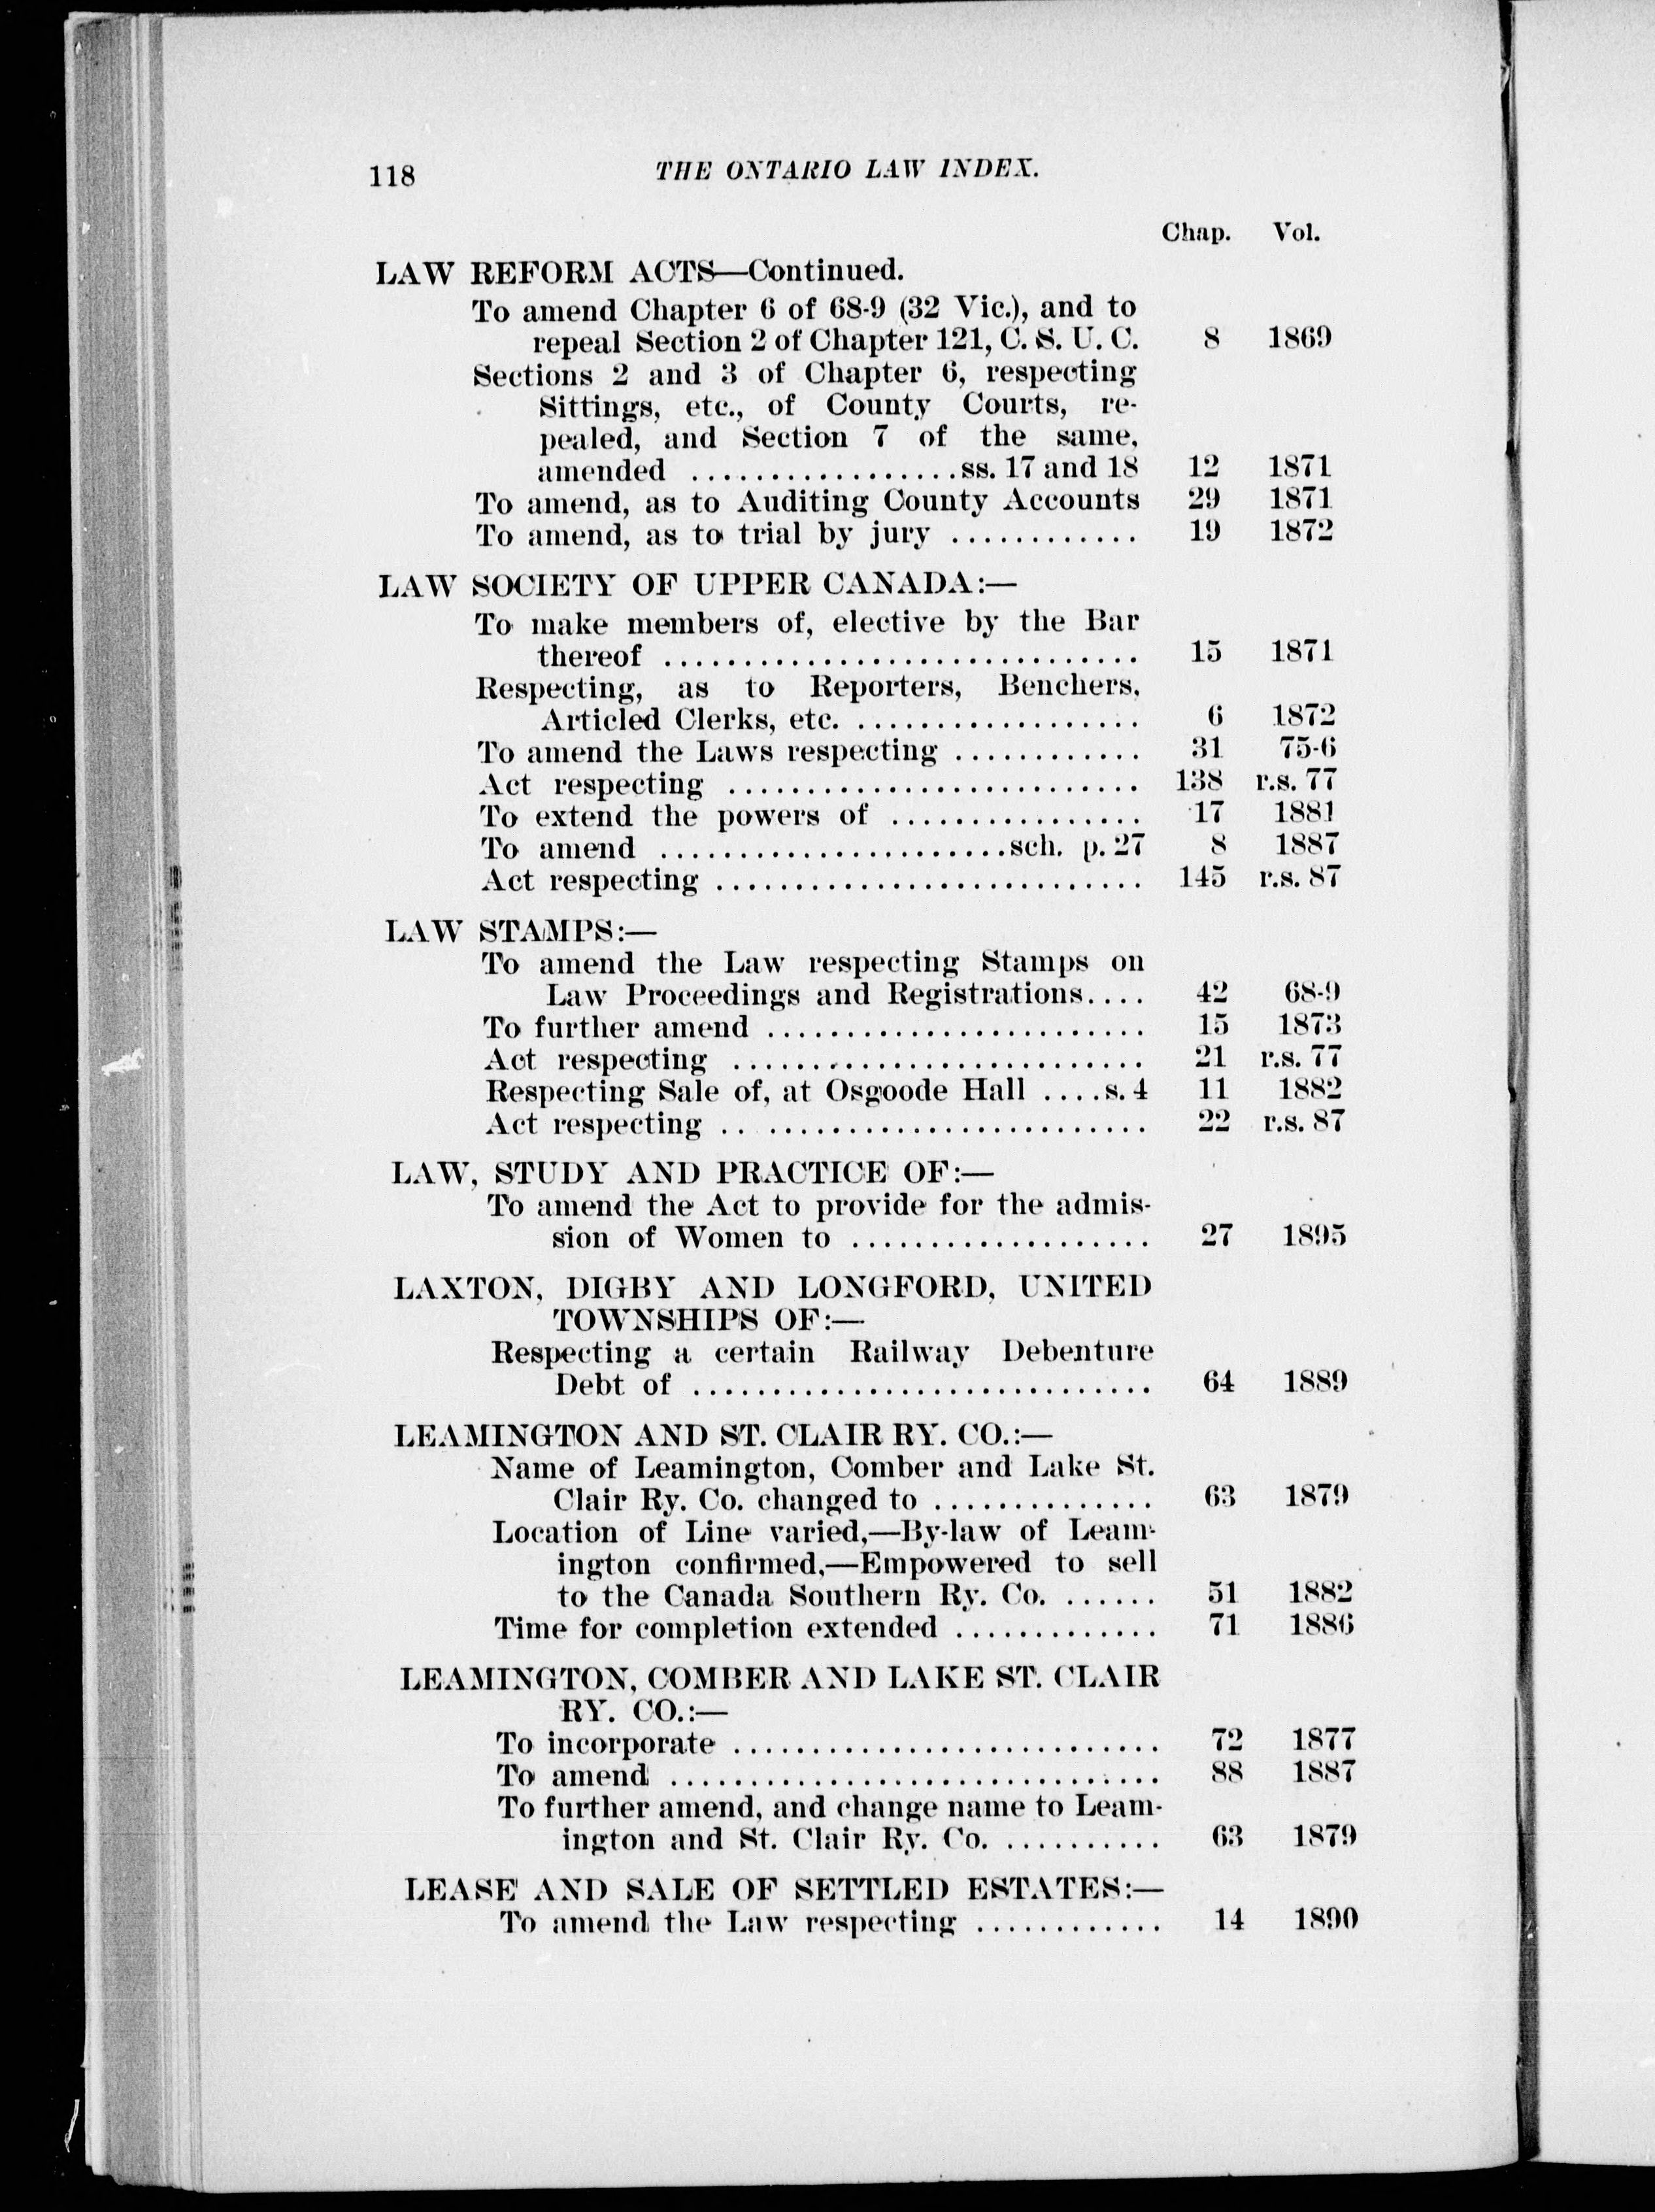 118 THE ONTARIO LAW INDEX.
Chap. Vol.
LAW REFORM ACTS—Continued.
To amend Chapter 6 of 68-9 (32 Vic.), and to
repeal Section 2 of Chapter 121, C. S. U. C. 8 1869
Sections 2 and 3 of Chapter 6, respecting
Sittings, etc., of County Courts, re-
pealed, and Section 7 of the same,
amended .................ss. 17 and 18 12 1871
To amend, as to Auditing County Accounts 29 1871
To amend, as to trial by jury ............ 19 1872
LAW SOCIETY OF UPPER CANADA:—
To make members of, elective by the Bar
thereof .............................. 15 1871
Respecting, as to Reporters, Benchers,
Articled Clerks, etc. .................. 6 1872
To amend the Laws respecting ............ 31 75-6
Act respecting .......................... 138 r.s. 77
To extend the powers of ................ 17 1881
To amend ......................sch. p. 27 8 1887
Act respecting ........................... 145 r.s. 87
LAW STAMPS:—
To amend the Law respecting Stamps on
Law Proceedings and Registrations.... 42 68-9
To further amend ........................ 15 1873
Act respecting .......................... 21 r.s. 77
Respecting Sale of, at Osgoode Hall ....s. 4 11 1882
Act respecting .. ........................ 22 r.s. 87
LAW, STUDY AND PRACTICE OF:—
To amend the Act to provide for the admis-
sion of Women to ................... 27 1895
LAXTON, DIGBY AND LONGFORD, UNITED
TOWNSHIPS OF:—
Respecting a certain Railway Debenture
Debt of ............................. 64 1889
LEAMINGTON AND ST. CLAIR RY. CO.:—
Name of Leamington, Comber and Lake St.
Clair Ry. Co. changed to .............. 63 1879
Location of Line varied,—By-law of Leam-
ington confirmed,—Empowered to sell
to the Canada Southern Ry. Co. ...... 51 1882
Time for completion extended ............. 71 1886
LEAMINGTON, COMBER AND LAKE ST. CLAIR
RY. CO.:—
To incorporate ........................... 72 1877
To amend ............................... 88 1887
To further amend, and change name to Leam-
ington and St. Clair Ry. Co. .......... 63 1879
LEASE AND SALE OF SETTLED ESTATES:—
To amend the Law respecting ............ 14 1890